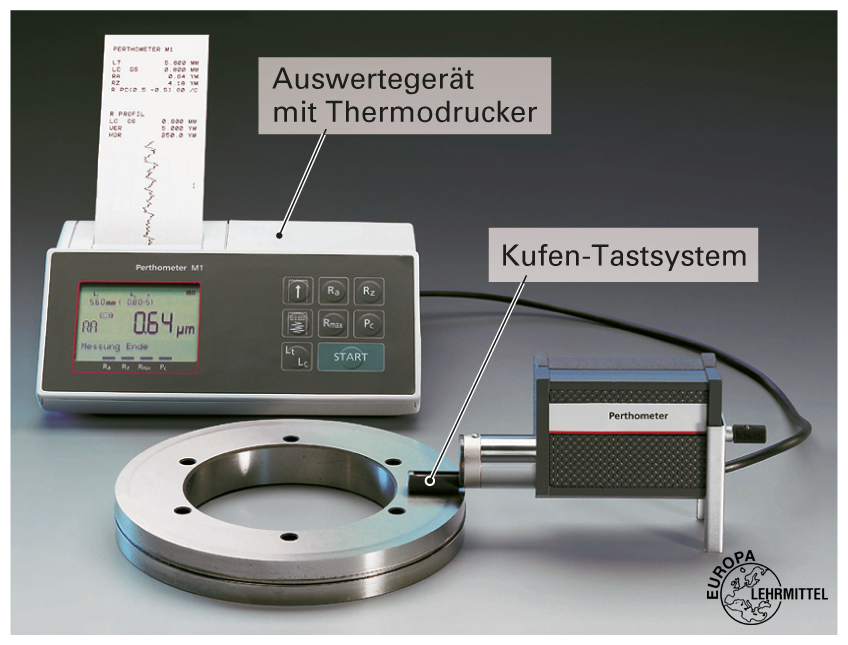 PERTHOMETER M1
LT 5.600 MM
LC GS 0.800 MM
RA 0.64 YM
RZ 4.18 YM
R PC(0.5 -0.5) 60 /C
R PROFIL
LC GS 0.800 MM
VER 5.000 YM
HOR 250.0 YM
Auswertegerät
mit Thermodrucker
Kufen-Tastsystem
Perthometer M1
5.60mm (0.80*5)
RA 0.64 µm
Messung Ende
Ra Rz Rmax Pc
Ra Rz
Rmax Pc
Lt Lc START
Perthometer
EUROPA
LEHRMITTEL